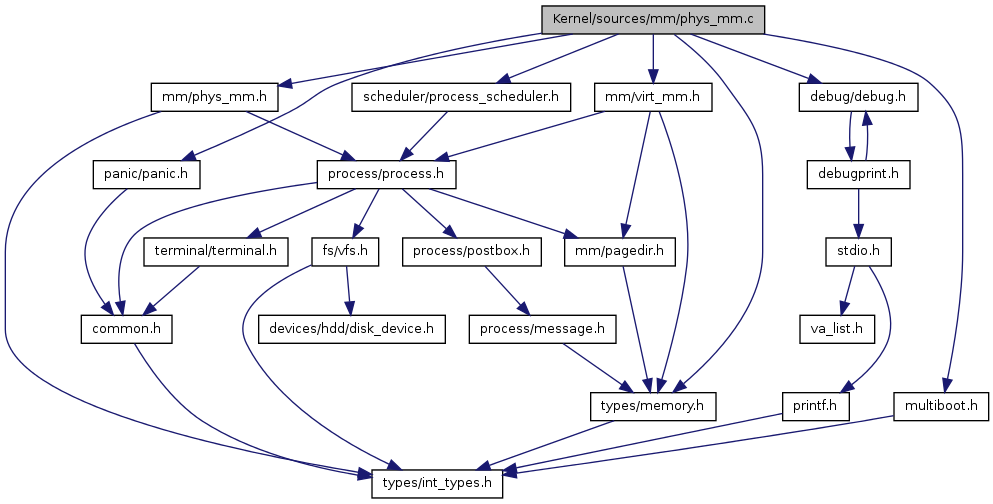 Kernel/sources/mm/phys_mm.c
mm/phys_mm.h
scheduler/process_scheduler.h
mm/virt_mm.h
debug/debug.h
panic/panic.h
process/process.h
debugprint.h
terminal/terminal.h
fs/vfs.h
process/postbox.h
mm/pagedir.h
stdio.h
common.h
devices/hdd/disk_device.h
process/message.h
va_list.h
types/memory.h
printf.h
multiboot.h
types/int_types.h